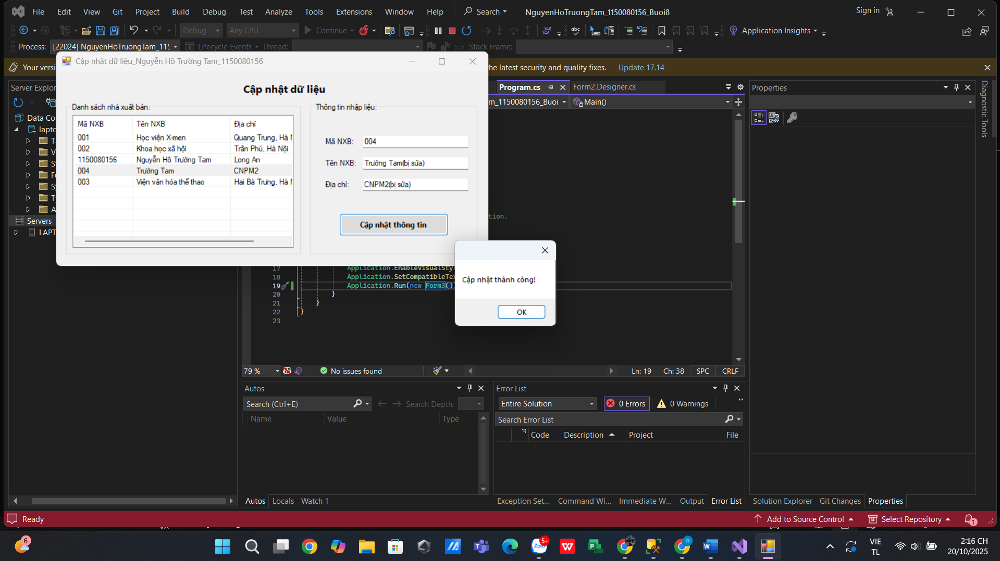 File Edit View Git Project Build Debug Test Analyze Tools Extensions Window Help Search NguyenHoTruongTam_1150080156_Buoi8 Sign in
Debug Any CPU Continue Application Insights
Process: [22024] NguyenHoTruongTam_115 Lifecycle Events Thread: Stack Frame:
Your versi
he latest security and quality fixes. Update 17.14
Cập nhật dữ liệu_Nguyễn Hồ Trường Tam_1150080156
Server Explor
Program.cs Form2.Designer.cs
Properties
Diagnostic Tools
m_1150080156_Buoi Main()
Data Co
lapto
Servers
LAPT
Cập nhật dữ liệu
Danh sách nhà xuất bản:
Mã NXB Tên NXB Địa chỉ
001 Học viện X-men Quang Trung, Hà
002 Khoa học xã hội Trần Phú, Hà Nội
1150080156 Nguyễn Hồ Trường Tam Long An
004 Trường Tam CNPM2
003 Viện văn hóa thể thao Hai Bà Trưng, Hà
Thông tin nhập liệu:
Mã NXB: 004
Tên NXB: Trường Tam(bị sửa)
Địa chỉ: CNPM2(bị sửa)
Cập nhật thông tin
tion.
Cập nhật thành công!
OK
17 Application.EnableVisualSty
18 Application.SetCompatibleTex
19 Application.Run(new Form3())
20 }
21 }
22 }
23
79 % No issues found Ln: 19 Ch: 38 SPC CRLF
Autos
Search (Ctrl+E) Search Depth:
Name Value Type
Autos Locals Watch 1
Error List
Entire Solution 0 Errors 0 Warnings
Search Error List
Code Description Project File
Exception Set... Command Wi... Immediate W... Output Error List
Solution Explorer Git Changes Properties
Ready Add to Source Control Select Repository 1
6
Zalo 5+
n
VIE
TL
2:16 CH
20/10/2025